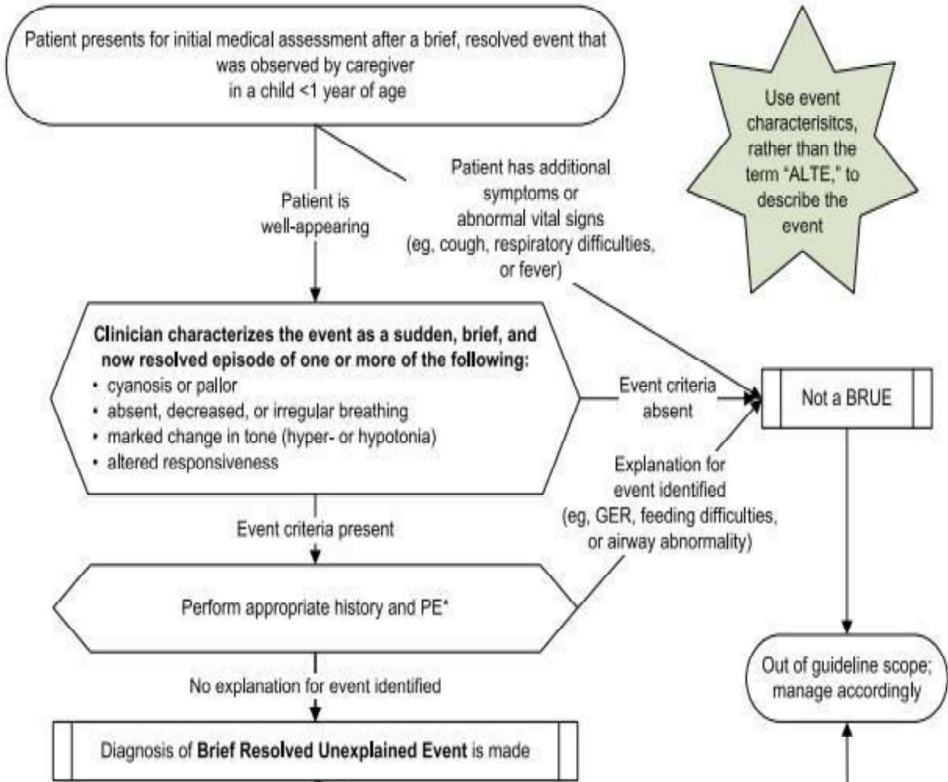 Patient presents for initial medical assessment after a brief, resolved event that
was observed by caregiver
in a child <1 year of age
Use event
characterisitcs,
rather than the
term “ALTE,” to
describe the
event
Patient is
well-appearing
Patient has additional
symptoms or
abnormal vital signs
(eg, cough, respiratory difficulties,
or fever)
Clinician characterizes the event as a sudden, brief, and
now resolved episode of one or more of the following:
• cyanosis or pallor
• absent, decreased, or irregular breathing
• marked change in tone (hyper- or hypotonia)
• altered responsiveness
Event criteria
absent
Not a BRUE
Explanation for
event identified
(eg, GER, feeding difficulties,
or airway abnormality)
Event criteria present
Perform appropriate history and PE*
No explanation for event identified
Out of guideline scope;
manage accordingly
Diagnosis of Brief Resolved Unexplained Event is made